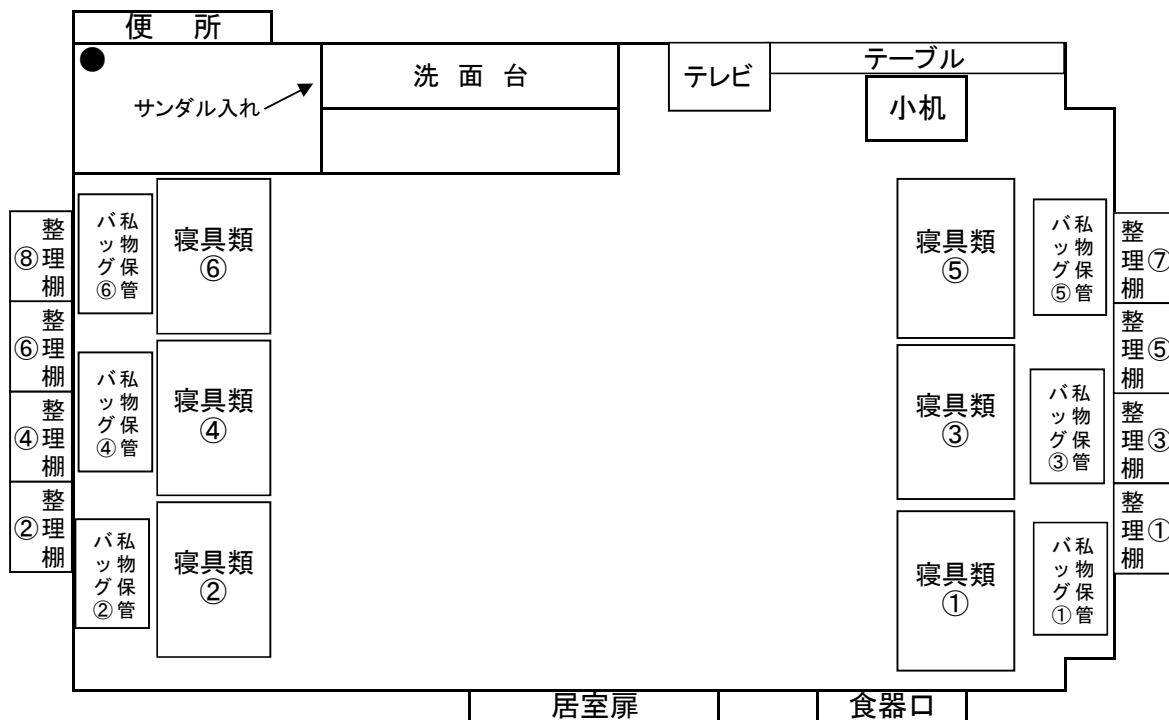 便 所
洗 面 台
テレビ
テーブル
サンダル入れ
小机
整理棚⑧
私物保管バッグ⑥
寝具類
⑥
寝具類
⑤
私物保管バッグ⑤
整理棚⑦
整理棚⑥
整理棚⑤
私物保管バッグ④
寝具類
④
寝具類
③
私物保管バッグ③
整理棚④
整理棚③
整理棚②
私物保管バッグ②
寝具類
②
寝具類
①
私物保管バッグ①
整理棚①
居室扉
食器口